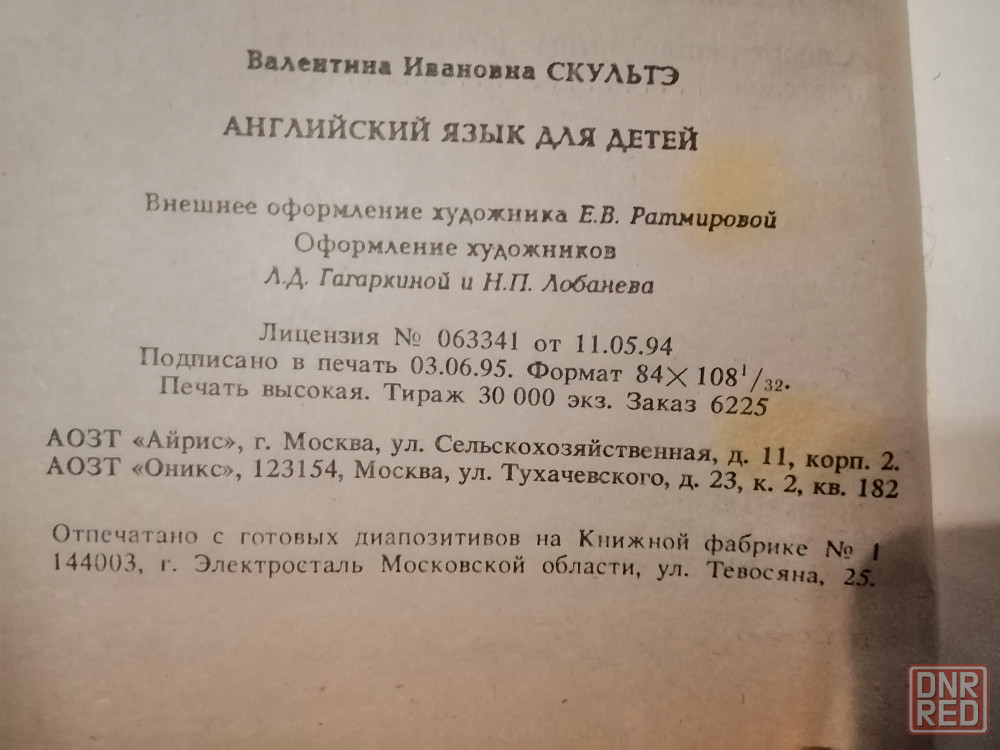 Валентина Ивановна СКУЛЬТЭ
АНГЛИЙСКИЙ ЯЗЫК ДЛЯ ДЕТЕЙ
Внешнее оформление художника Е.В. Ратмировой
Оформление художников
Л.Д. Гагаркиной и Н.П. Лобанева
Лицензия № 063341 от 11.05.94
Подписано в печать 03.06.95. Формат 84×108¹/₃₂.
Печать высокая. Тираж 30 000 экз. Заказ 6225
АОЗТ «Айрис», г. Москва, ул. Сельскохозяйственная, д. 11, корп. 2.
АОЗТ «Оникс», 123154, Москва, ул. Тухачевского, д. 23, к. 2, кв. 182
Отпечатано с готовых диапозитивов на Книжной фабрике № 1
144003, г. Электросталь Московской области, ул. Тевосяна, 25.
DNR
RED